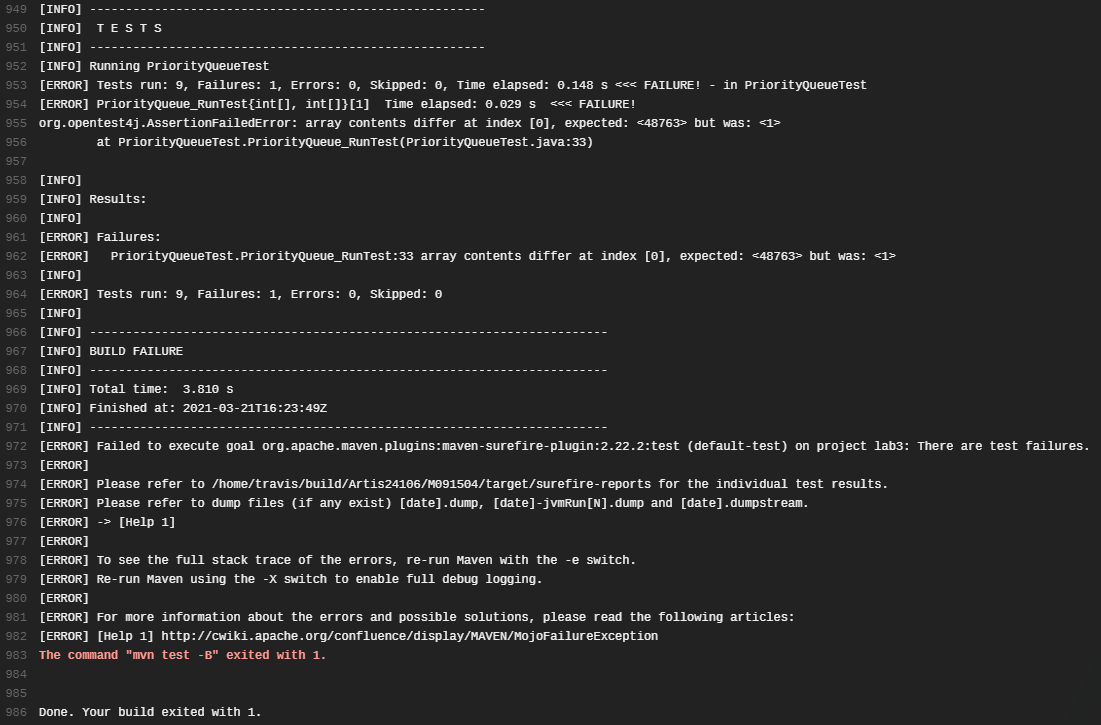 949 [INFO] -------------------------------------------------------
950 [INFO]  T E S T S
951 [INFO] -------------------------------------------------------
952 [INFO] Running PriorityQueueTest
953 [ERROR] Tests run: 9, Failures: 1, Errors: 0, Skipped: 0, Time elapsed: 0.148 s <<< FAILURE! - in PriorityQueueTest
954 [ERROR] PriorityQueue_RunTest{int[], int[]}[1]  Time elapsed: 0.029 s  <<< FAILURE!
955 org.opentest4j.AssertionFailedError: array contents differ at index [0], expected: <48763> but was: <1>
956         at PriorityQueueTest.PriorityQueue_RunTest(PriorityQueueTest.java:33)
957
958 [INFO]
959 [INFO] Results:
960 [INFO]
961 [ERROR] Failures:
962 [ERROR]   PriorityQueueTest.PriorityQueue_RunTest:33 array contents differ at index [0], expected: <48763> but was: <1>
963 [INFO]
964 [ERROR] Tests run: 9, Failures: 1, Errors: 0, Skipped: 0
965 [INFO]
966 [INFO] ------------------------------------------------------------------------
967 [INFO] BUILD FAILURE
968 [INFO] ------------------------------------------------------------------------
969 [INFO] Total time:  3.810 s
970 [INFO] Finished at: 2021-03-21T16:23:49Z
971 [INFO] ------------------------------------------------------------------------
972 [ERROR] Failed to execute goal org.apache.maven.plugins:maven-surefire-plugin:2.22.2:test (default-test) on project lab3: There are test failures.
973 [ERROR]
974 [ERROR] Please refer to /home/travis/build/Artis24106/M091504/target/surefire-reports for the individual test results.
975 [ERROR] Please refer to dump files (if any exist) [date].dump, [date]-jvmRun[N].dump and [date].dumpstream.
976 [ERROR] -> [Help 1]
977 [ERROR]
978 [ERROR] To see the full stack trace of the errors, re-run Maven with the -e switch.
979 [ERROR] Re-run Maven using the -X switch to enable full debug logging.
980 [ERROR]
981 [ERROR] For more information about the errors and possible solutions, please read the following articles:
982 [ERROR] [Help 1] http://cwiki.apache.org/confluence/display/MAVEN/MojoFailureException
983 The command "mvn test -B" exited with 1.
984
985
986 Done. Your build exited with 1.